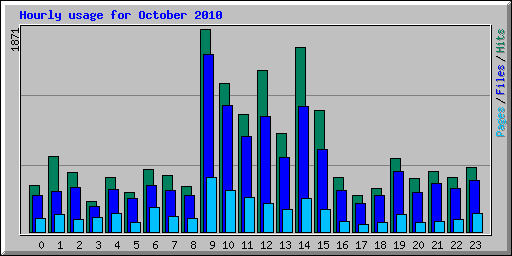 Hourly usage for October 2010
1871
Pages/Files/Hits
0 1 2 3 4 5 6 7 8 9 10 11 12 13 14 15 16 17 18 19 20 21 22 23